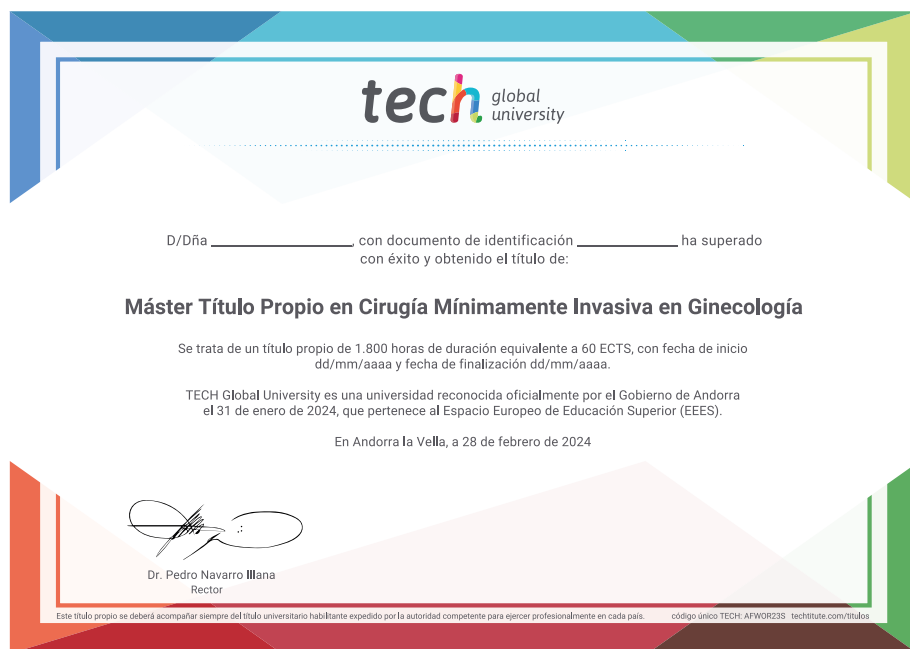 tech global
university
D/Dña ______________, con documento de identificación __________ ha superado
con éxito y obtenido el título de:
Máster Título Propio en Cirugía Mínimamente Invasiva en Ginecología
Se trata de un título propio de 1.800 horas de duración equivalente a 60 ECTS, con fecha de inicio
dd/mm/aaaa y fecha de finalización dd/mm/aaaa.
TECH Global University es una universidad reconocida oficialmente por el Gobierno de Andorra
el 31 de enero de 2024, que pertenece al Espacio Europeo de Educación Superior (EEES).
En Andorra la Vella, a 28 de febrero de 2024
Dr. Pedro Navarro Illana
Rector
Este título propio se deberá acompañar siempre del título universitario habilitante expedido por la autoridad competente para ejercer profesionalmente en cada país. código único TECH: AFWOR23S techtitute.com/titulos